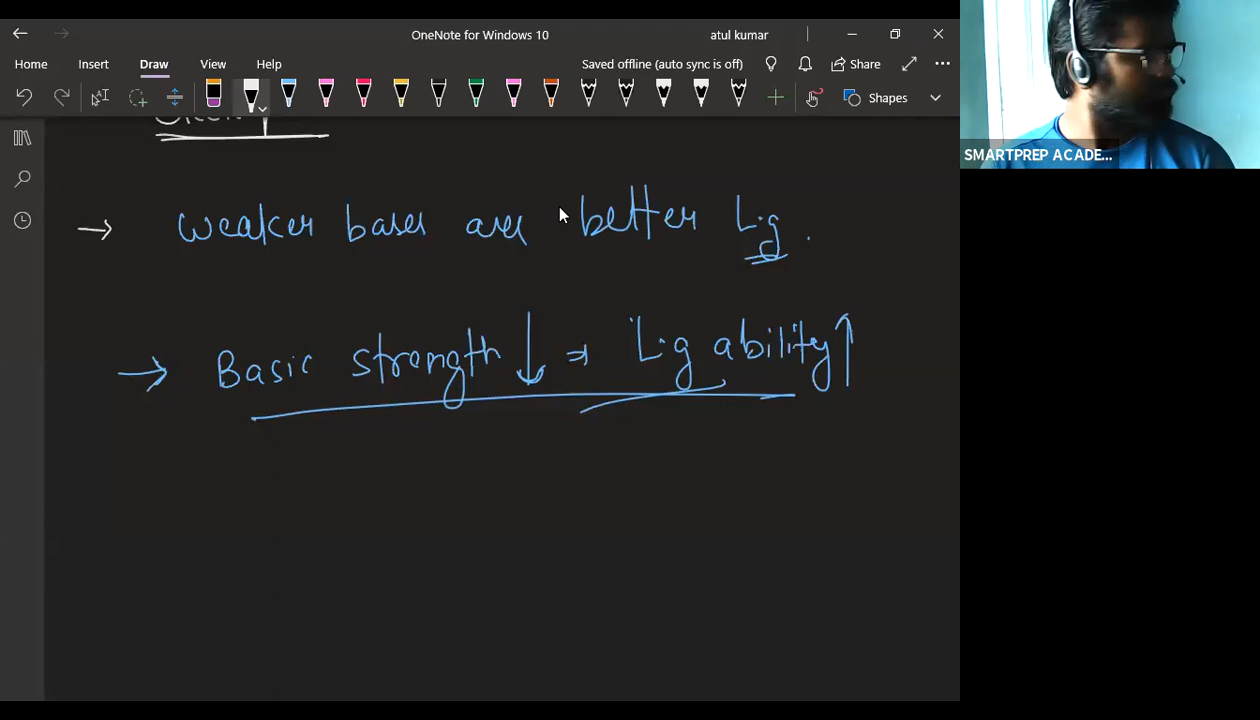 OneNote for Windows 10
atul kumar
Home Insert Draw View Help
Saved offline (auto sync is off)
Share
Shapes
SMARTPREP ACADE...
→ weaker bases are better L.g.
→ Basic strength ↓ ⇒ L.g ability ↑